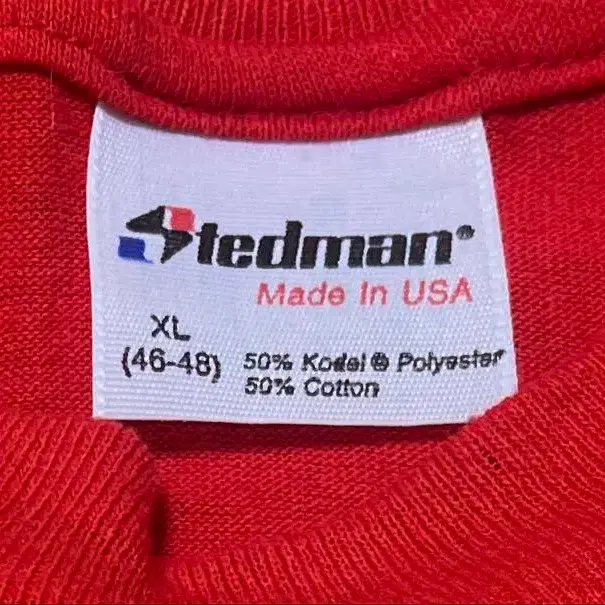 Stedman®
Made In USA
XL
(46-48)
50% Kodel® Polyester
50% Cotton